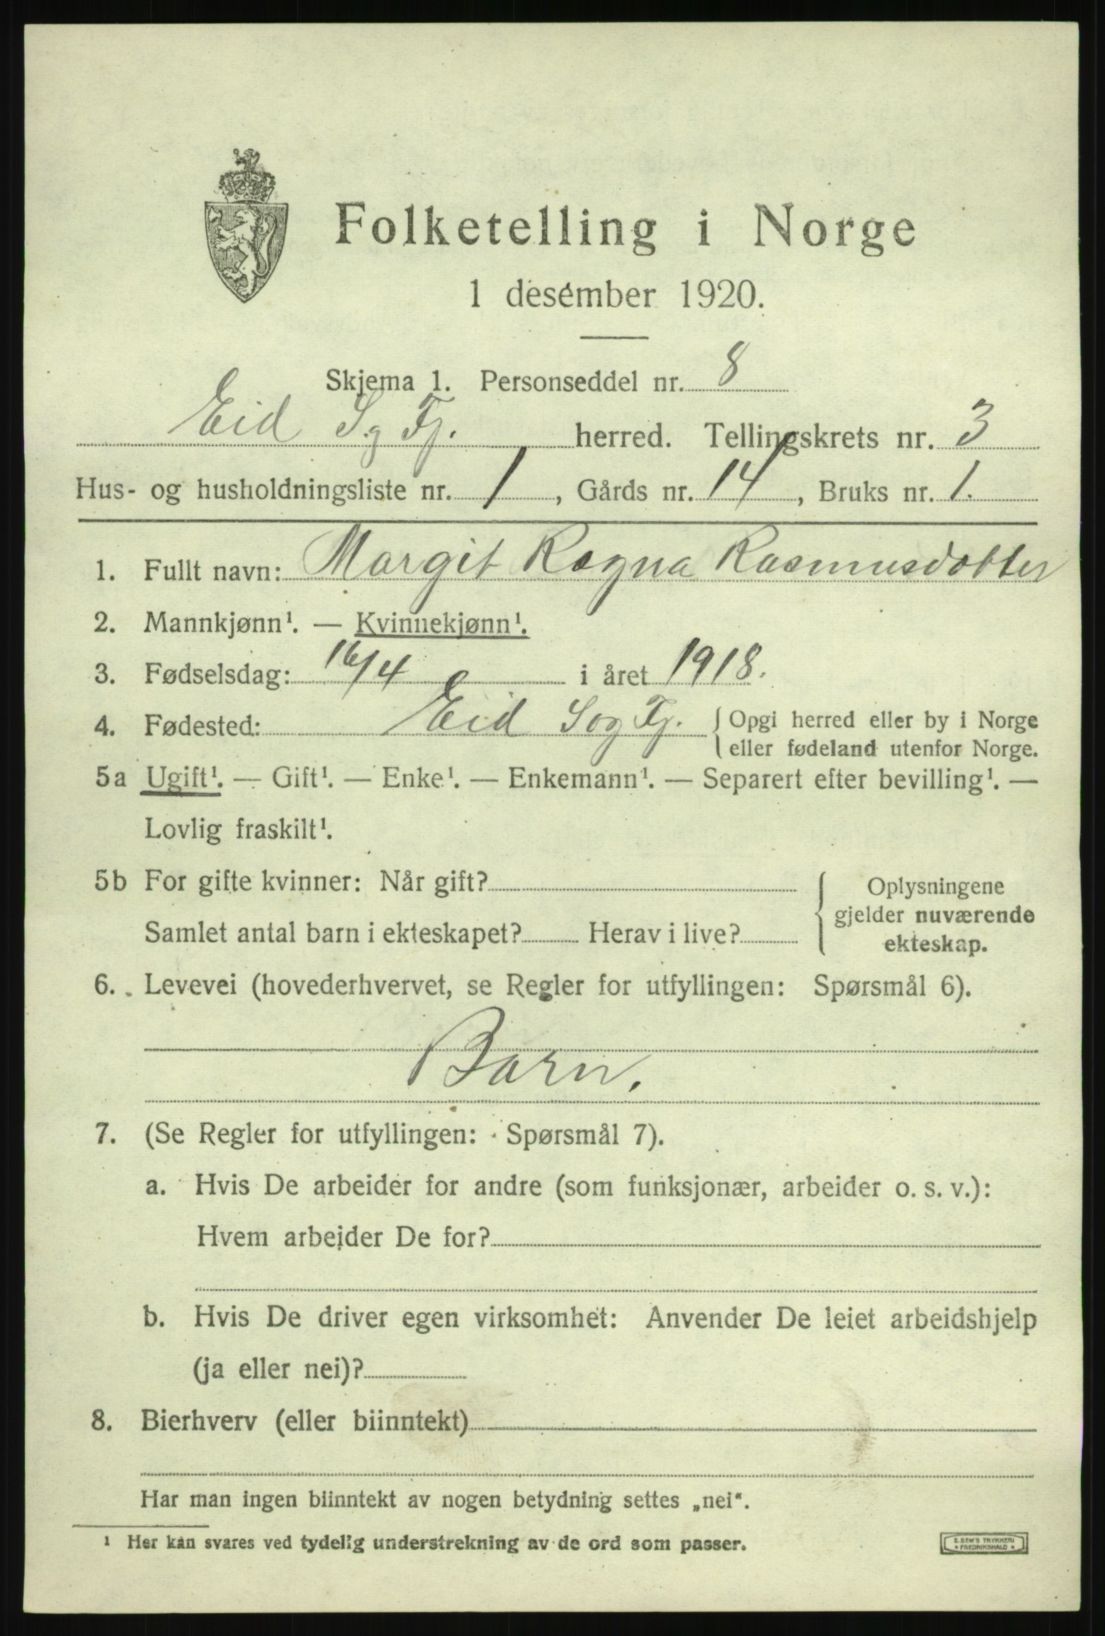 Folketelling i Norge
1 desember 1920.
Skjema 1. Personseddel nr. 8
Eid S.g Fj. herred. Tellingskrets nr. 3
Hus- og husholdningsliste nr. 1, Gårds nr. 14, Bruks nr. 1.
1. Fullt navn: Margit Ragna Rasmusdotter
2. Mannkjønn¹. — Kvinnekjønn¹.
3. Fødselsdag: 16/4 i året 1918.
4. Fødested: Eid Sog Fj. { Opgi herred eller by i Norge
eller fødeland utenfor Norge.
5a Ugift¹. — Gift¹. — Enke¹. — Enkemann¹. — Separert efter bevilling¹. —
Lovlig fraskilt¹.
5b For gifte kvinner: Når gift? { Oplysningene
gjelder nuværende
Samlet antal barn i ekteskapet? Herav i live?
ekteskap.
6. Levevei (hovederhvervet, se Regler for utfyllingen: Spørsmål 6).
Barn.
7. (Se Regler for utfyllingen: Spørsmål 7).
a. Hvis De arbeider for andre (som funksjonær, arbeider o. s. v.):
Hvem arbeider De for?
b. Hvis De driver egen virksomhet: Anvender De leiet arbeidshjelp
(ja eller nei)?
8. Bierhverv (eller biinntekt)
Har man ingen biinntekt av nogen betydning settes „nei“.
¹ Her kan svares ved tydelig understrekning av de ord som passer.
E. SEM'S TRYKKERI
• FREDRIKSHALD •